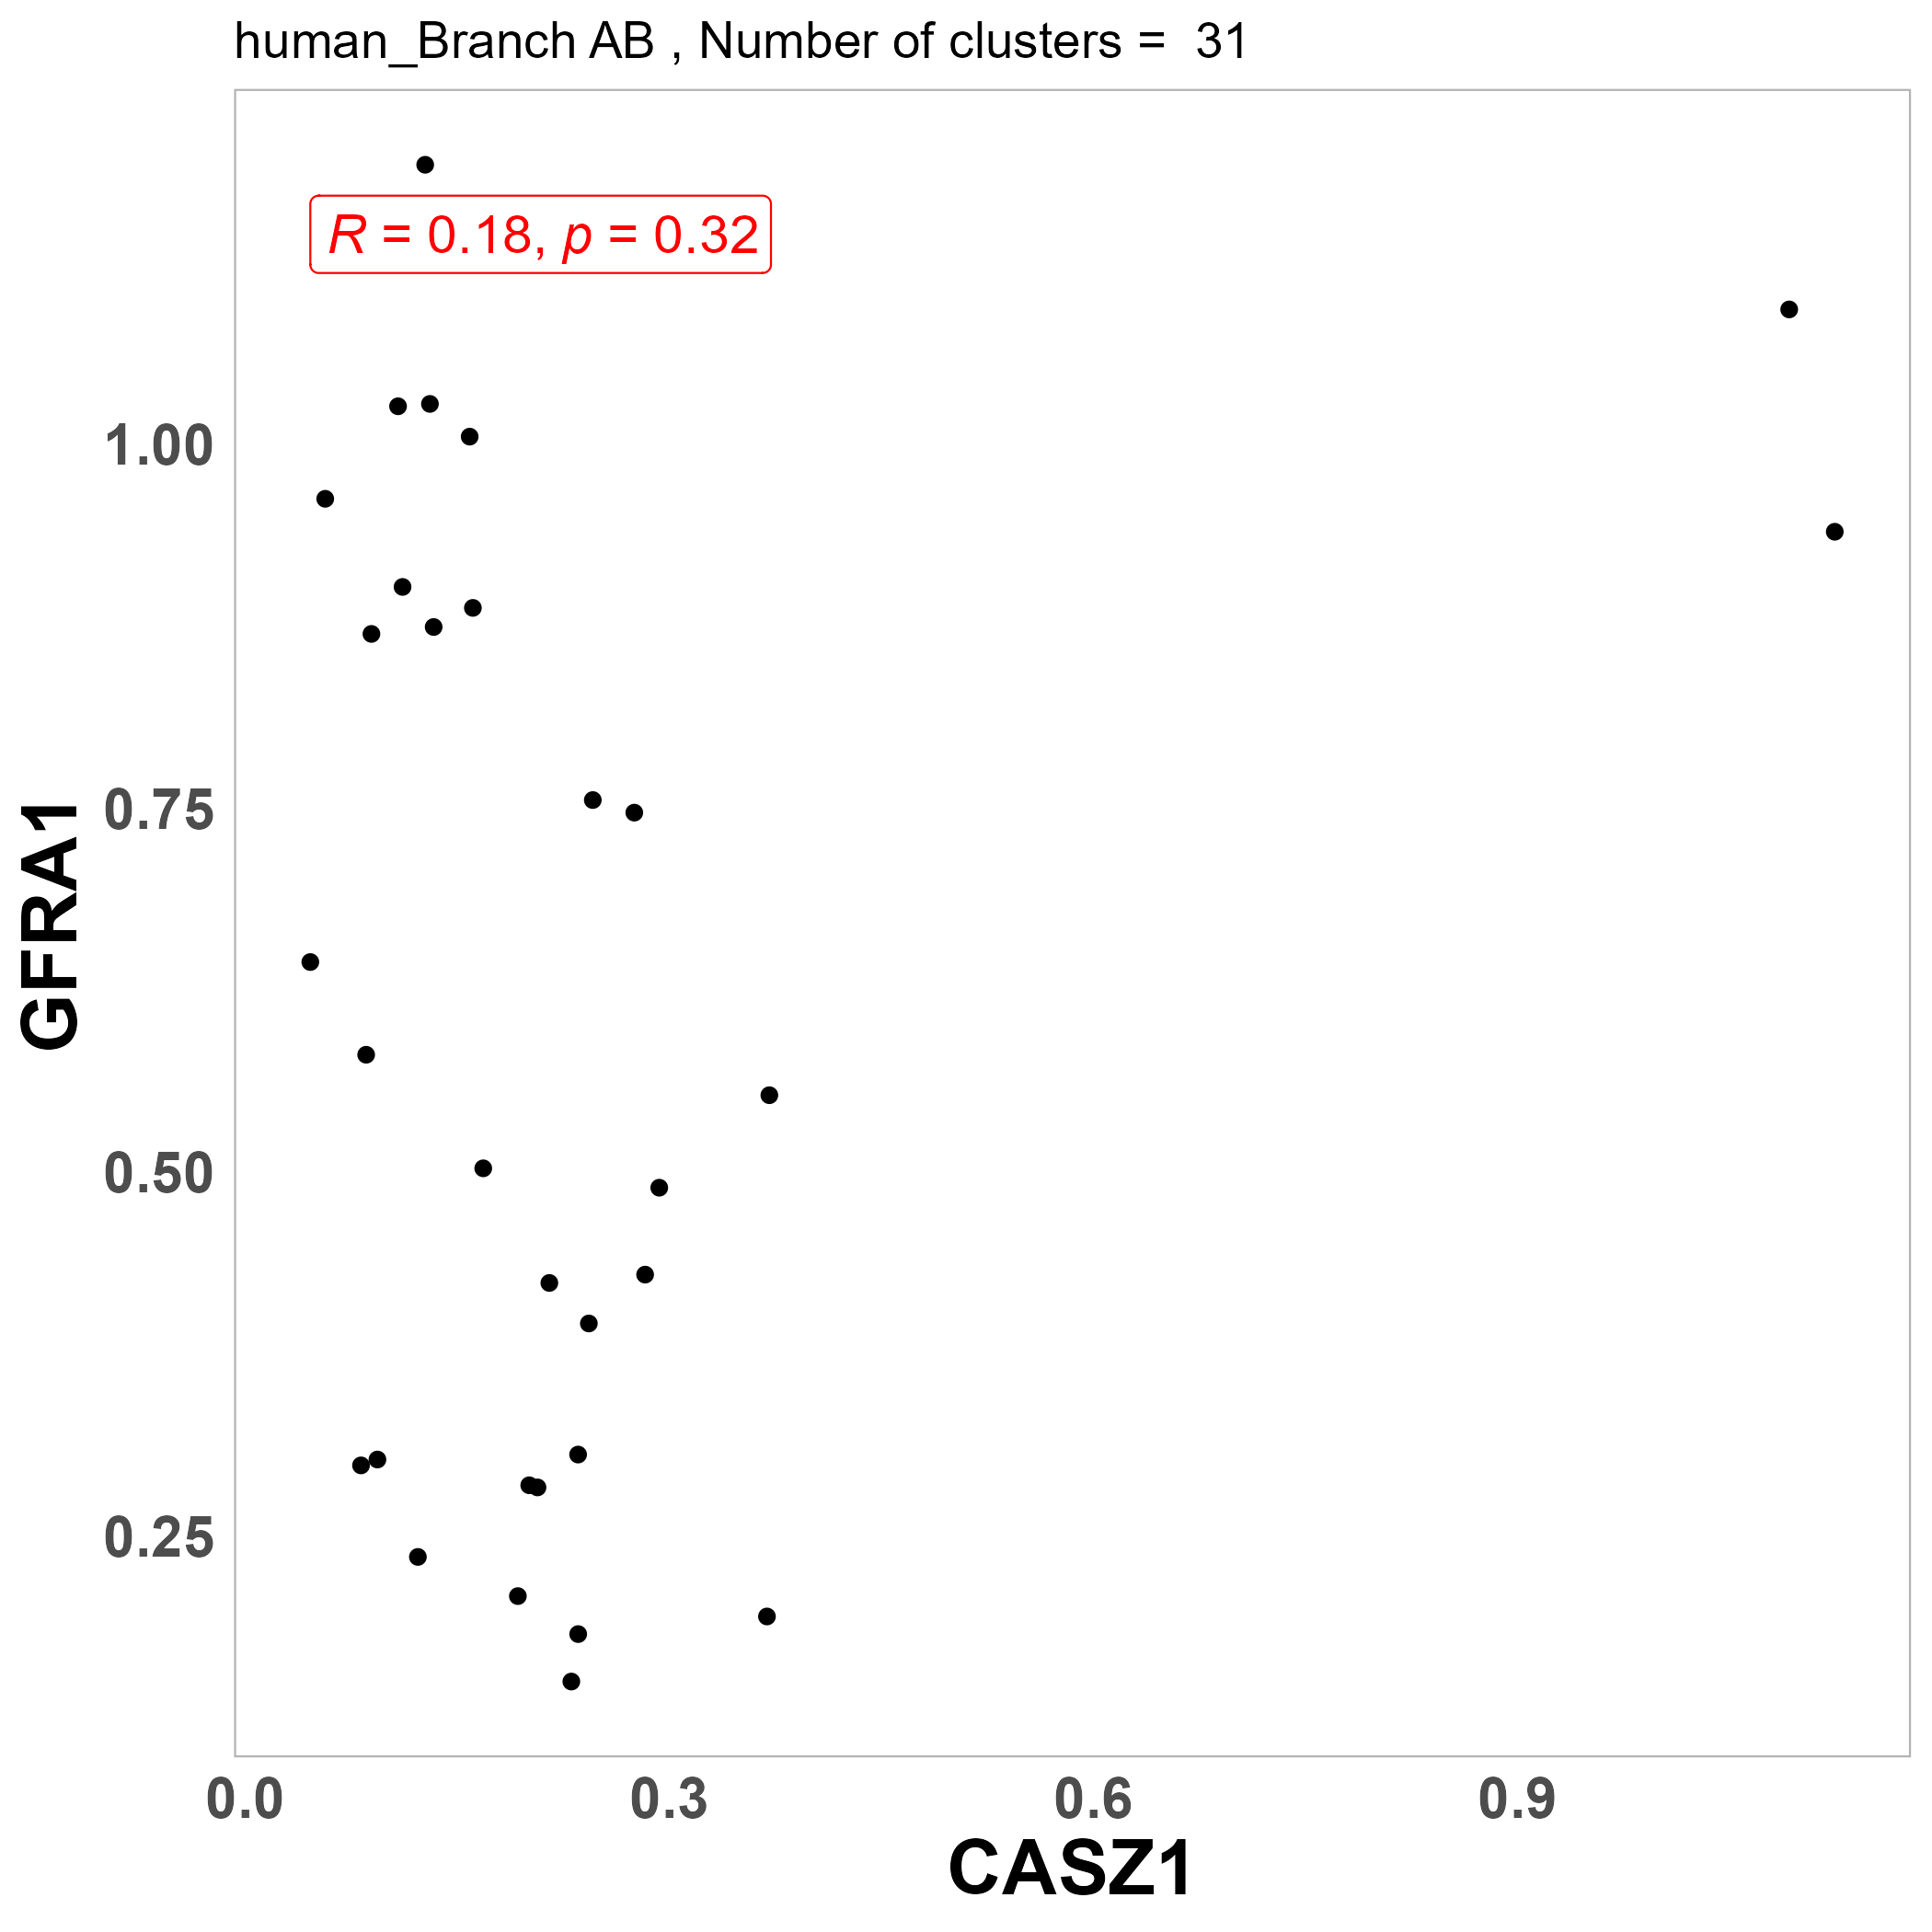 human_Branch AB , Number of clusters =  31
R = 0.18, p = 0.32
1.00
0.75
0.50
0.25
GFRA1
0.0 0.3 0.6 0.9
CASZ1